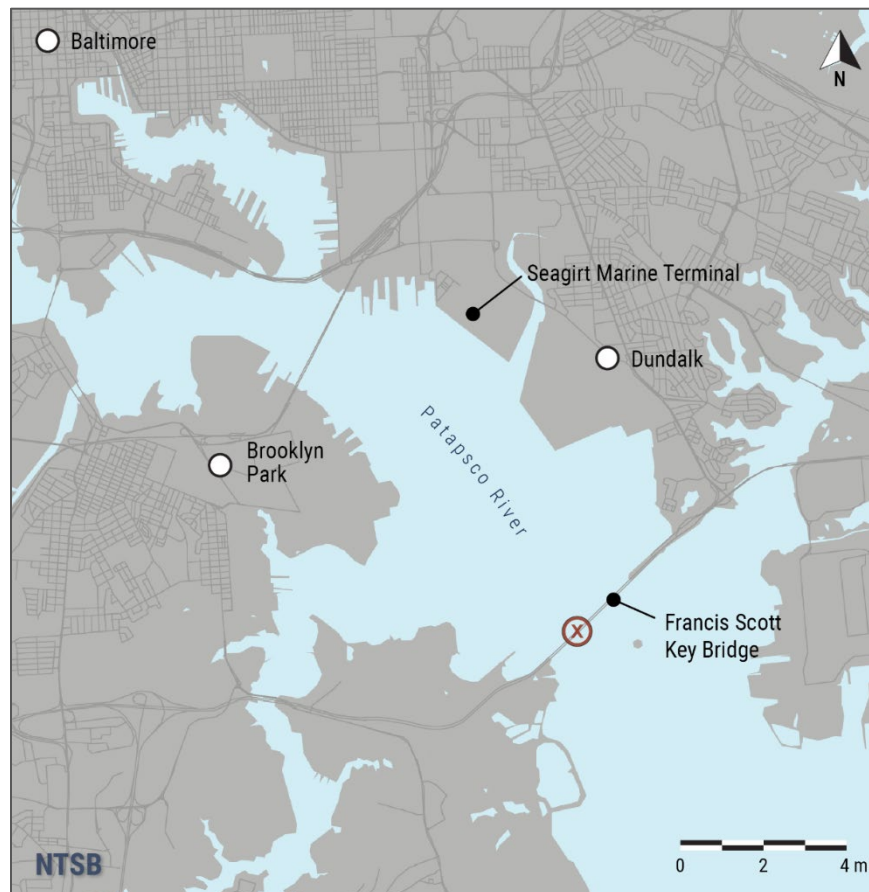 Baltimore
N
Seagirt Marine Terminal
Dundalk
Patapsco River
Brooklyn
Park
X
Francis Scott
Key Bridge
NTSB
0 2 4 m